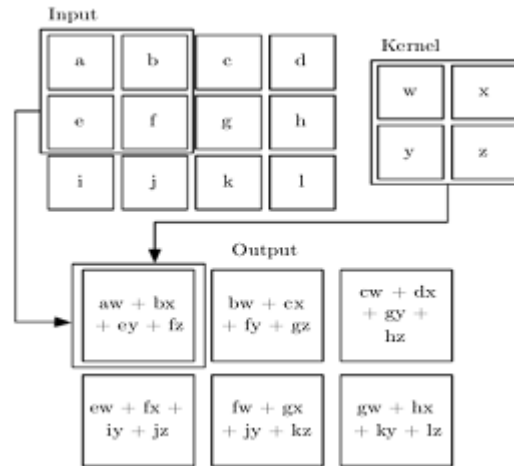 Input
a b c d
Kernel
e f g h
w x
i j k l
y z
Output
aw + bx
+ ey + fz
bw + cx
+ fy + gz
cw + dx
+ gy +
hz
ew + fx +
iy + jz
fw + gx
+ jy + kz
gw + hx
+ ky + lz